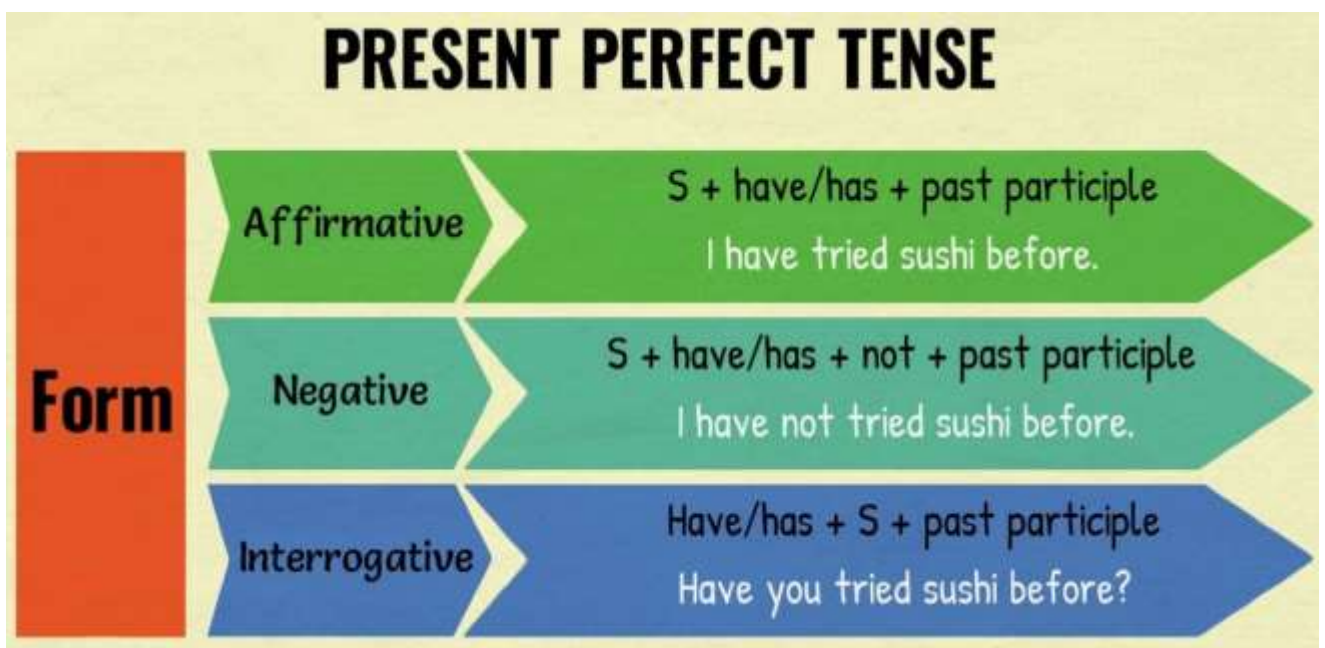 PRESENT PERFECT TENSE
Form
Affirmative
S + have/has + past participle
I have tried sushi before.
Negative
S + have/has + not + past participle
I have not tried sushi before.
Interrogative
Have/has + S + past participle
Have you tried sushi before?